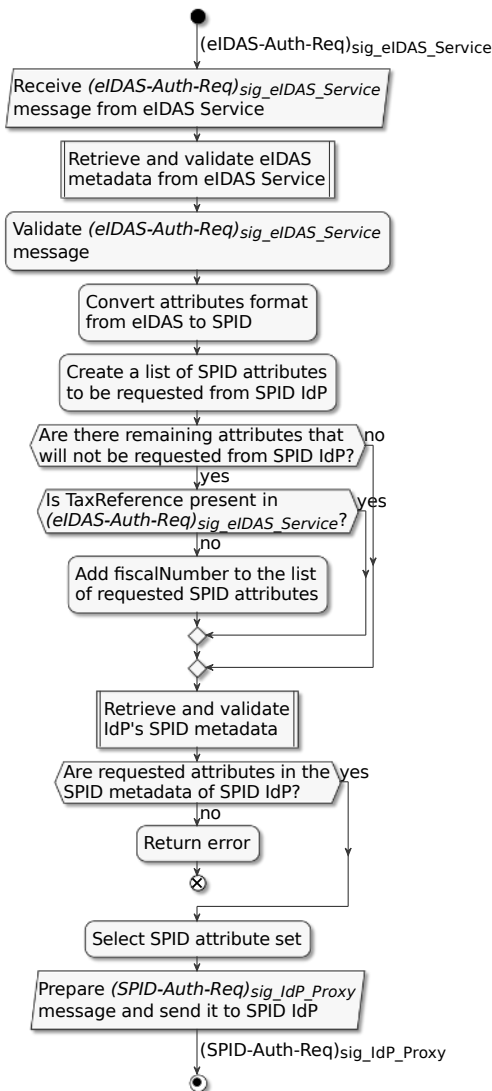 (eIDAS-Auth-Req)sig_eIDAS_Service
Receive (eIDAS-Auth-Req)sig_eIDAS_Service
message from eIDAS Service
Retrieve and validate eIDAS
metadata from eIDAS Service
Validate (eIDAS-Auth-Req)sig_eIDAS_Service
message
Convert attributes format
from eIDAS to SPID
Create a list of SPID attributes
to be requested from SPID IdP
Are there remaining attributes that
will not be requested from SPID IdP?
no
yes
Is TaxReference present in
(eIDAS-Auth-Req)sig_eIDAS_Service?
yes
no
Add fiscalNumber to the list
of requested SPID attributes
Retrieve and validate
IdP's SPID metadata
Are requested attributes in the
SPID metadata of SPID IdP?
yes
no
Return error
Select SPID attribute set
Prepare (SPID-Auth-Req)sig_IdP_Proxy
message and send it to SPID IdP
(SPID-Auth-Req)sig_IdP_Proxy